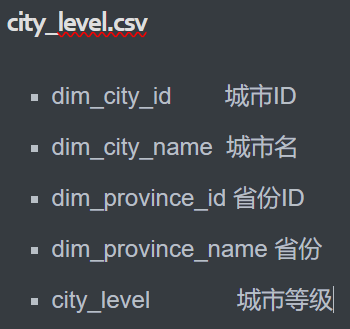 city_level.csv
dim_city_id 城市ID
dim_city_name 城市名
dim_province_id 省份ID
dim_province_name 省份
city_level 城市等级